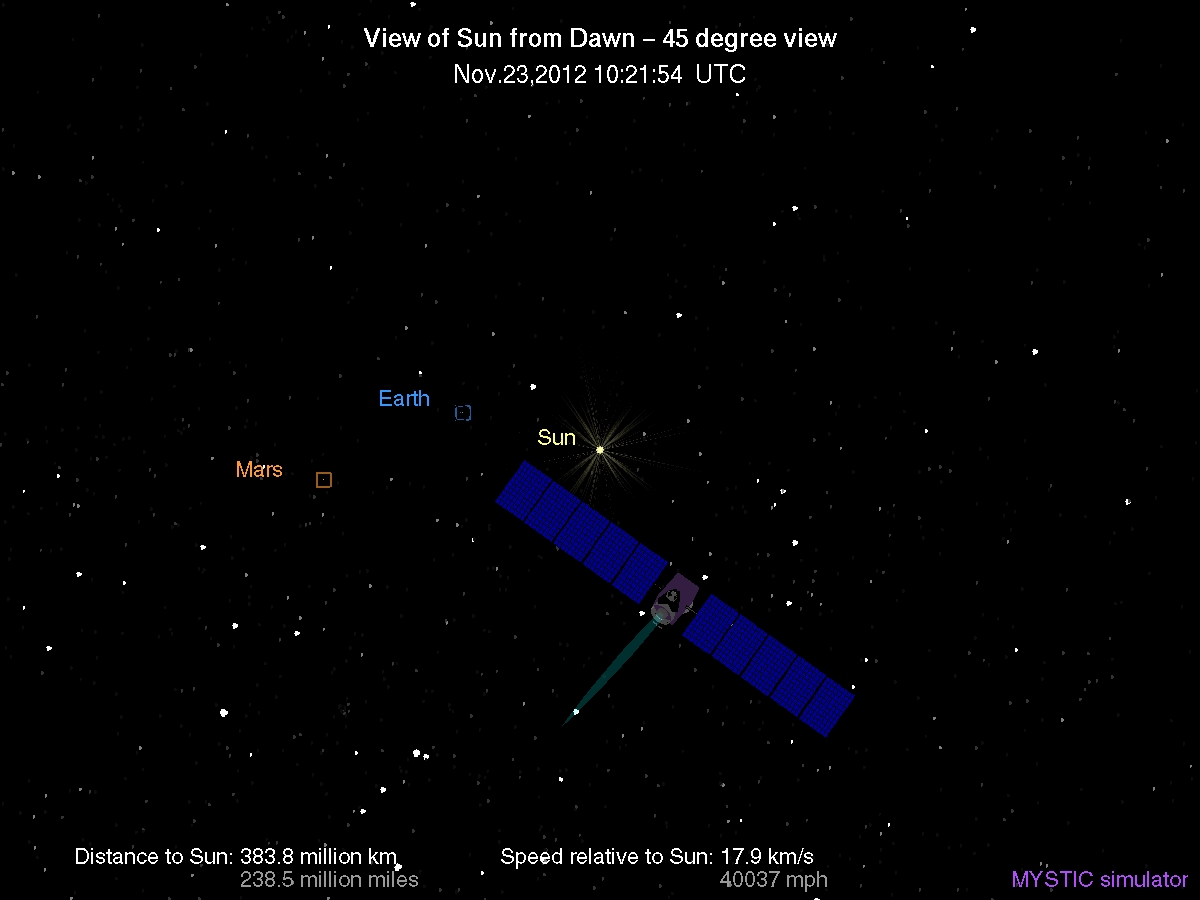 View of Sun from Dawn – 45 degree view
Nov.23,2012 10:21:54 UTC
Earth
Sun
Mars
Distance to Sun: 383.8 million km
238.5 million miles
Speed relative to Sun: 17.9 km/s
40037 mph
MYSTIC simulator